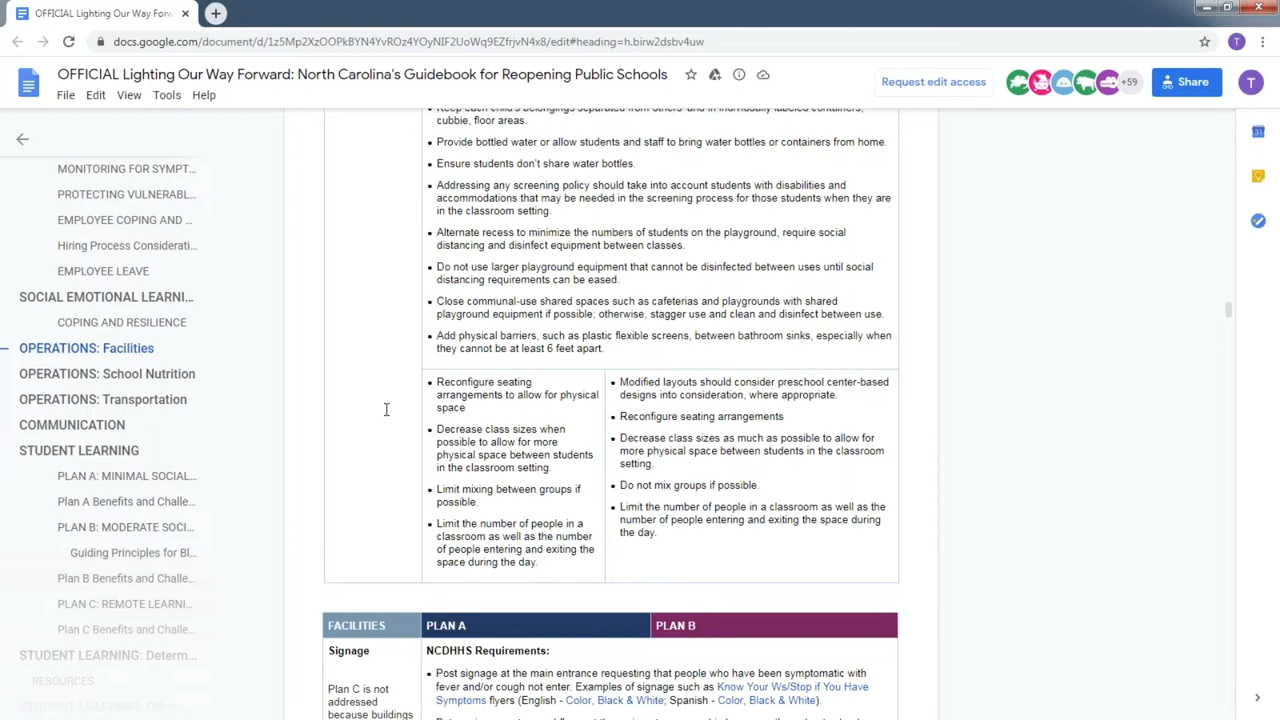 OFFICIAL Lighting Our Way Forw
docs.google.com/document/d/1z5Mp2XzOOPkBYN4YvROz4YOyNIF2UoWq9EZfrjvN4x8/edit#heading=h.birw2dsbv4uw
T
OFFICIAL Lighting Our Way Forward: North Carolina's Guidebook for Reopening Public Schools
File Edit View Tools Help
Request edit access
+59
Share
T
MONITORING FOR SYMPT...
PROTECTING VULNERABL...
EMPLOYEE COPING AND ...
Hiring Process Considerati...
EMPLOYEE LEAVE
SOCIAL EMOTIONAL LEARNI...
COPING AND RESILIENCE
OPERATIONS: Facilities
OPERATIONS: School Nutrition
OPERATIONS: Transportation
COMMUNICATION
STUDENT LEARNING
PLAN A: MINIMAL SOCIAL...
Plan A Benefits and Challe...
PLAN B: MODERATE SOCI...
Guiding Principles for Bl...
Plan B Benefits and Challe...
PLAN C: REMOTE LEARNI...
Plan C Benefits and Challe...
STUDENT LEARNING: Determ...
RESOURCES
Keep each child's belongings separated from others' and in individually labeled containers,
cubbie, floor areas.
• Provide bottled water or allow students and staff to bring water bottles or containers from home.
• Ensure students don't share water bottles.
• Addressing any screening policy should take into account students with disabilities and
accommodations that may be needed in the screening process for those students when they are
in the classroom setting.
• Alternate recess to minimize the numbers of students on the playground, require social
distancing and disinfect equipment between classes.
• Do not use larger playground equipment that cannot be disinfected between uses until social
distancing requirements can be eased.
• Close communal-use shared spaces such as cafeterias and playgrounds with shared
playground equipment if possible; otherwise, stagger use and clean and disinfect between use.
• Add physical barriers, such as plastic flexible screens, between bathroom sinks, especially when
they cannot be at least 6 feet apart.
• Reconfigure seating
arrangements to allow for physical
space
• Decrease class sizes when
possible to allow for more
physical space between students
in the classroom setting.
• Limit mixing between groups if
possible.
• Limit the number of people in a
classroom as well as the number
of people entering and exiting the
space during the day.
• Modified layouts should consider preschool center-based
designs into consideration, where appropriate.
• Reconfigure seating arrangements
• Decrease class sizes as much as possible to allow for
more physical space between students in the classroom
setting.
• Do not mix groups if possible.
• Limit the number of people in a classroom as well as the
number of people entering and exiting the space during
the day.
FACILITIES PLAN A PLAN B
Signage
Plan C is not
addressed
because buildings
NCDHHS Requirements:
• Post signage at the main entrance requesting that people who have been symptomatic with
fever and/or cough not enter. Examples of signage such as Know Your Ws/Stop if You Have
Symptoms flyers (English - Color, Black & White; Spanish - Color, Black & White).
31